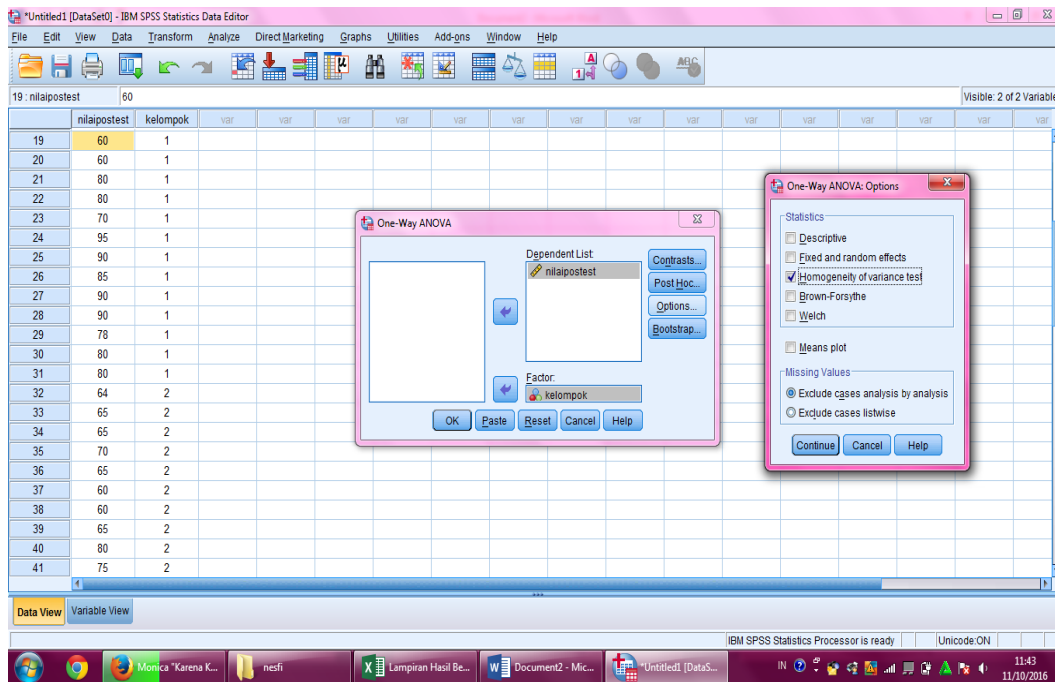 *Untitled1 [DataSet0] - IBM SPSS Statistics Data Editor
File Edit View Data Transform Analyze Direct Marketing Graphs Utilities Add-ons Window Help
19 : nilaipostest 60 Visible: 2 of 2 Variable
nilaipostest kelompok var var var var var var var var var var var var var var
19 60 1
20 60 1
21 80 1
22 80 1
23 70 1
24 95 1
25 90 1
26 85 1
27 90 1
28 90 1
29 78 1
30 80 1
31 80 1
32 64 2
33 65 2
34 65 2
35 70 2
36 65 2
37 60 2
38 60 2
39 65 2
40 80 2
41 75 2
One-Way ANOVA
Dependent List:
nilaipostest
Contrasts...
Post Hoc...
Options...
Bootstrap...
Factor:
kelompok
OK Paste Reset Cancel Help
One-Way ANOVA: Options
Statistics
Descriptive
Fixed and random effects
Homogeneity of variance test
Brown-Forsythe
Welch
Means plot
Missing Values
Exclude cases analysis by analysis
Exclude cases listwise
Continue Cancel Help
Data View Variable View
IBM SPSS Statistics Processor is ready Unicode:ON
Monica "Karena K... nesfi Lampiran Hasil Be... Document2 - Mic... *Untitled1 [DataS... IN 11:43
11/10/2016